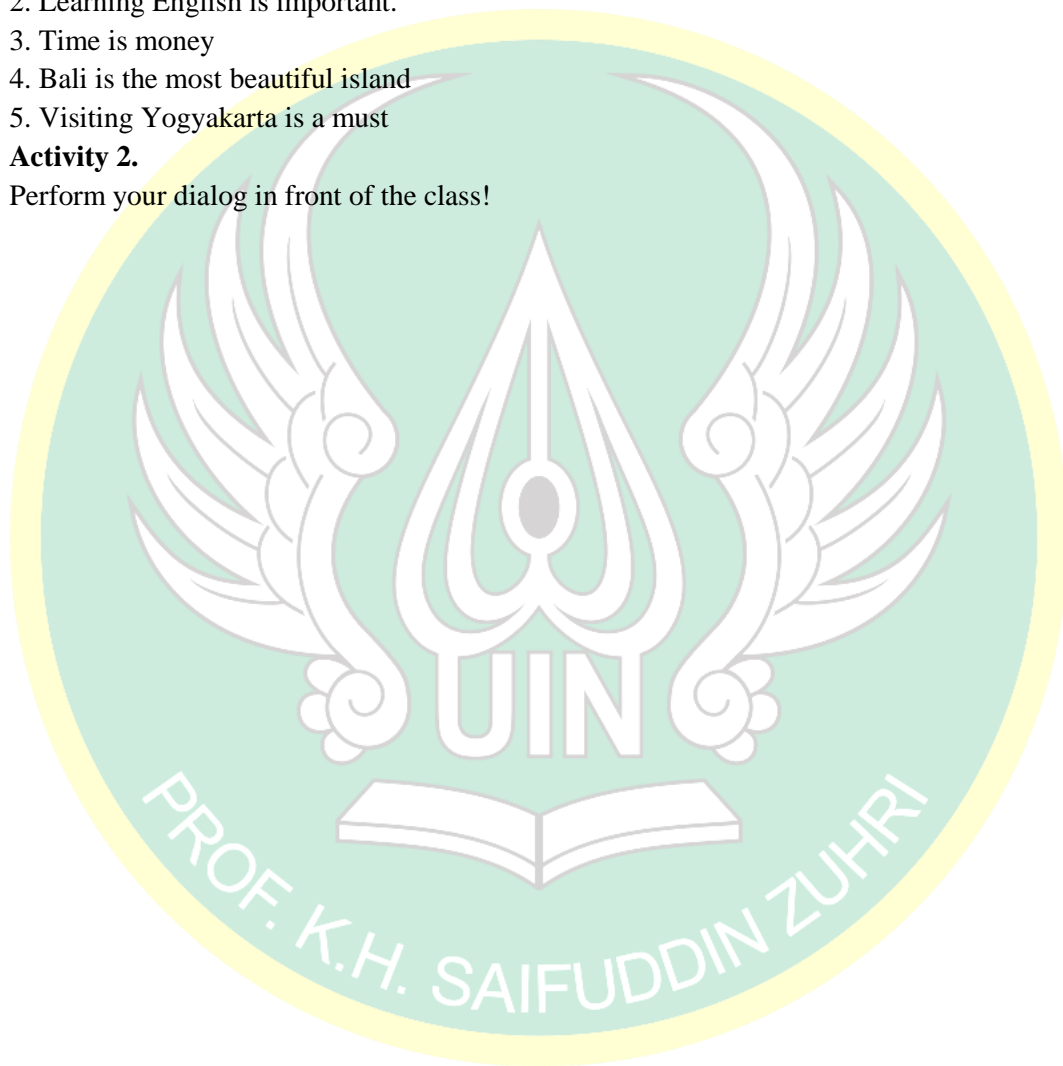 2. Learning English is important.
3. Time is money
4. Bali is the most beautiful island
5. Visiting Yogyakarta is a must
Activity 2.
Perform your dialog in front of the class!
UIN
PROF. K.H. SAIFUDDIN ZUHRI